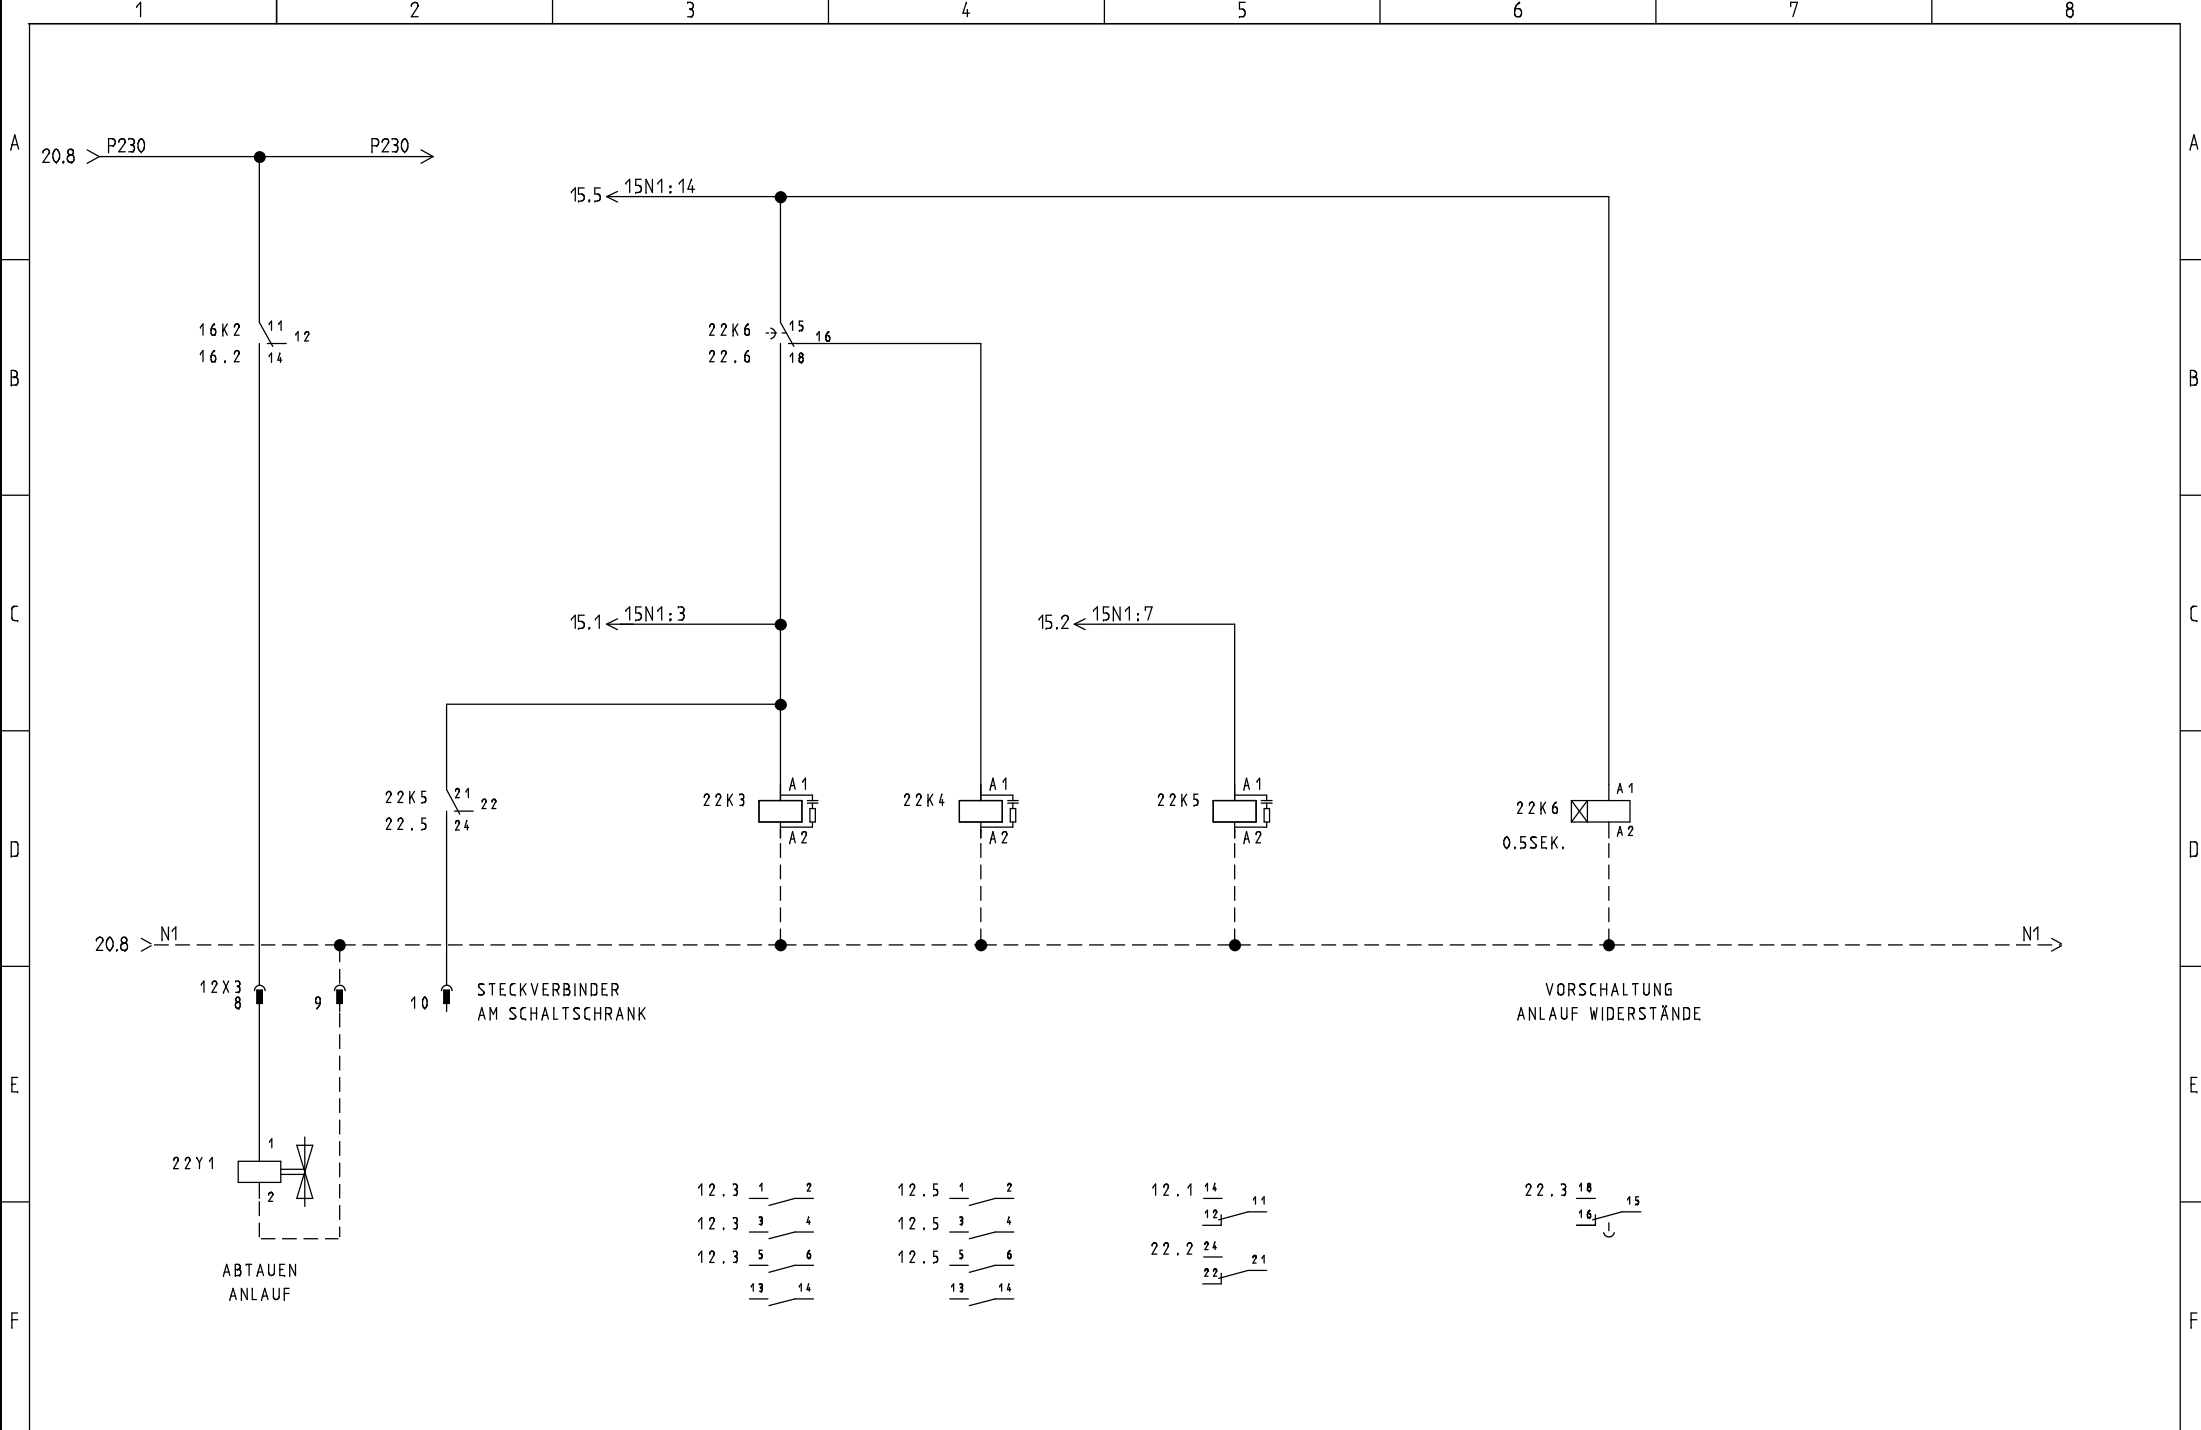 1 2 3 4 5 6 7 8
A A
20.8 P230 P230
15.5 15N1:14
B B
16K2 11 12
16.2 14
22K6 15 16
22.6 18
C C
15.1 15N1:3
15.2 15N1:7
D D
22K5 21 22
22.5 24
22K3 A1
A2
22K4 A1
A2
22K5 A1
A2
22K6 A1
0.5SEK. A2
20.8 N1 N1
12X3
8 9 10
STECKVERBINDER
AM SCHALTSCHRANK
VORSCHALTUNG
ANLAUF WIDERSTÄNDE
E E
22Y1 1
2
ABTAUEN
ANLAUF
12.3 1 2
12.3 3 4
12.3 5 6
13 14
12.5 1 2
12.5 3 4
12.5 5 6
13 14
12.1 14
12 11
22.2 24
22 21
22.3 18
16 15
F F